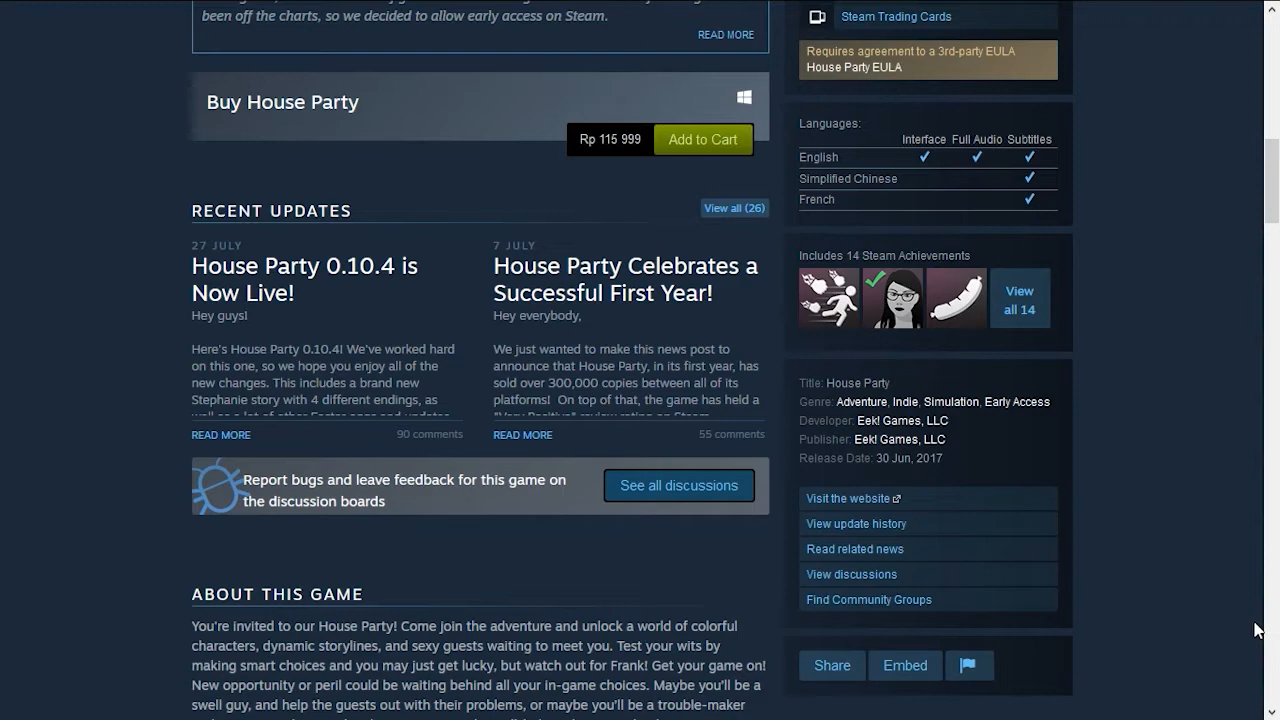 been off the charts, so we decided to allow early access on Steam.
READ MORE
Buy House Party
Rp 115 999
Add to Cart
RECENT UPDATES
View all (26)
27 JULY
House Party 0.10.4 is
Now Live!
Hey guys!
Here's House Party 0.10.4! We've worked hard
on this one, so we hope you enjoy all of the
new changes. This includes a brand new
Stephanie story with 4 different endings, as
well as a lot of other Easter eggs and updates
READ MORE
90 comments
7 JULY
House Party Celebrates a
Successful First Year!
Hey everybody,
We just wanted to make this news post to
announce that House Party, in its first year, has
sold over 300,000 copies between all of its
platforms!  On top of that, the game has held a
"Very Positive" review rating on Steam
READ MORE
55 comments
Report bugs and leave feedback for this game on
the discussion boards
See all discussions
ABOUT THIS GAME
You're invited to our House Party! Come join the adventure and unlock a world of colorful
characters, dynamic storylines, and sexy guests waiting to meet you. Test your wits by
making smart choices and you may just get lucky, but watch out for Frank! Get your game on!
New opportunity or peril could be waiting behind all your in-game choices. Maybe you'll be a
swell guy, and help the guests out with their problems, or maybe you'll be a trouble-maker
Steam Trading Cards
Requires agreement to a 3rd-party EULA
House Party EULA
Languages:
Interface Full Audio Subtitles
English
Simplified Chinese
French
Includes 14 Steam Achievements
View
all 14
Title: House Party
Genre: Adventure, Indie, Simulation, Early Access
Developer: Eek! Games, LLC
Publisher: Eek! Games, LLC
Release Date: 30 Jun, 2017
Visit the website
View update history
Read related news
View discussions
Find Community Groups
Share
Embed